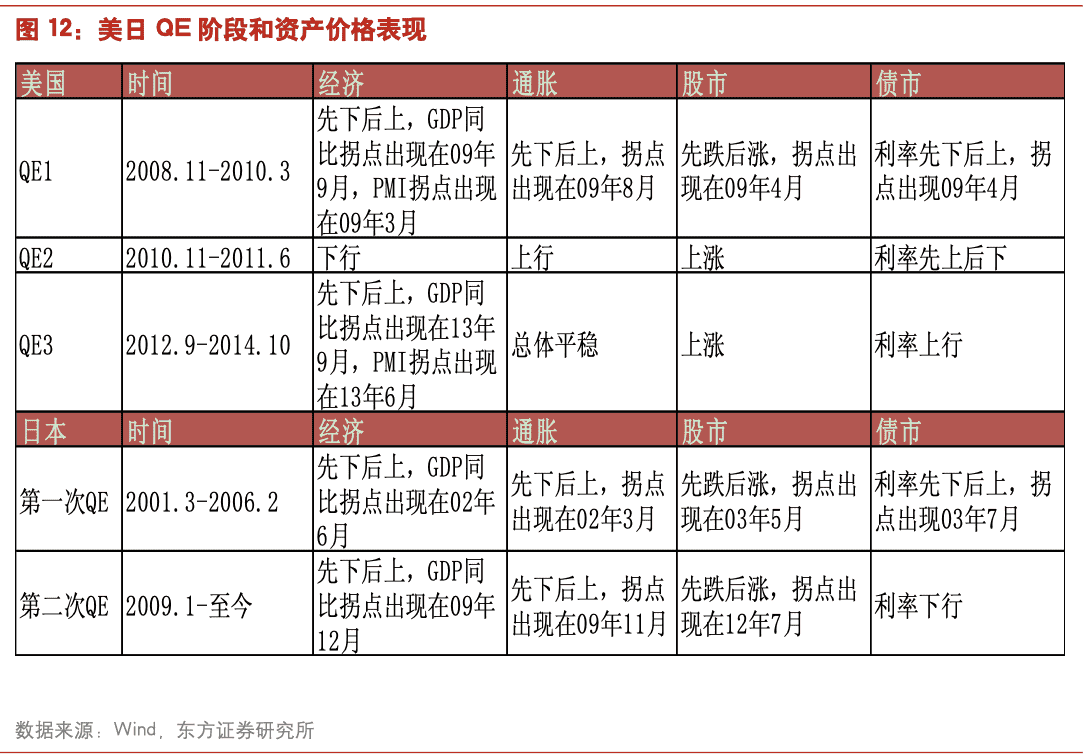 图 12：美日 QE 阶段和资产价格表现
美国 时间 经济 通胀 股市 债市
QE1
2008.11-2010.3
先下后上，GDP同
比拐点出现在09年
9月，PMI拐点出现
在09年3月
先下后上，拐点
出现在09年8月
先跌后涨，拐点出
现在09年4月
利率先下后上，拐
点出现09年4月
QE2 2010.11-2011.6 下行 上行 上涨 利率先上后下
QE3
2012.9-2014.10
先下后上，GDP同
比拐点出现在13年
9月，PMI拐点出现
在13年6月
总体平稳
上涨
利率上行
日本 时间 经济 通胀 股市 债市
第一次QE
2001.3-2006.2
先下后上，GDP同
比拐点出现在02年
6月
先下后上，拐点
出现在02年3月
先跌后涨，拐点出
现在03年5月
利率先下后上，拐
点出现03年7月
第二次QE
2009.1-至今
先下后上，GDP同
比拐点出现在09年
12月
先下后上，拐点
出现在09年11月
先跌后涨，拐点出
现在12年7月
利率下行
数据来源：Wind，东方证券研究所